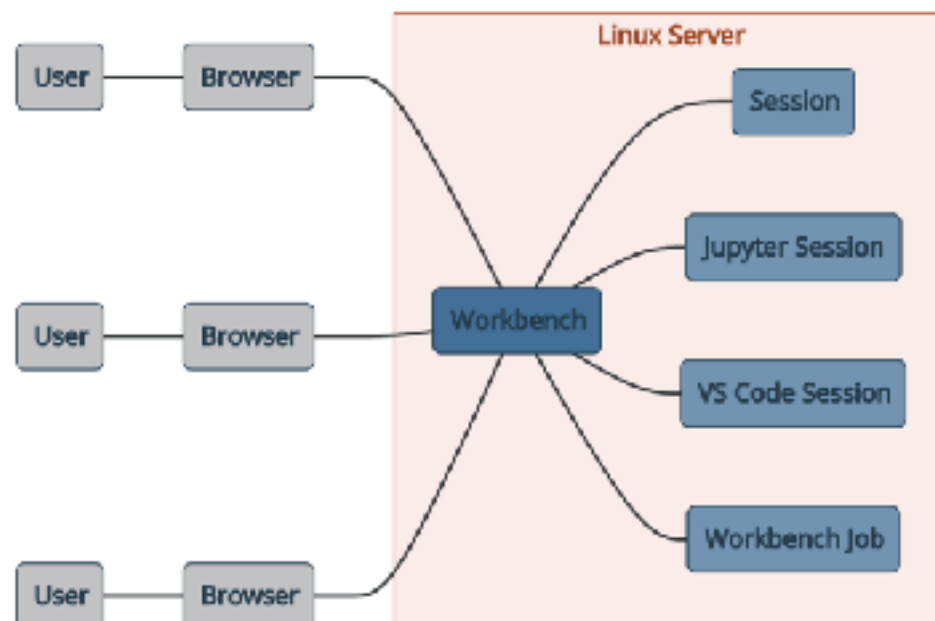 Linux Server
User
Browser
Session
Jupyter Session
User
Browser
Workbench
VS Code Session
Workbench Job
User
Browser